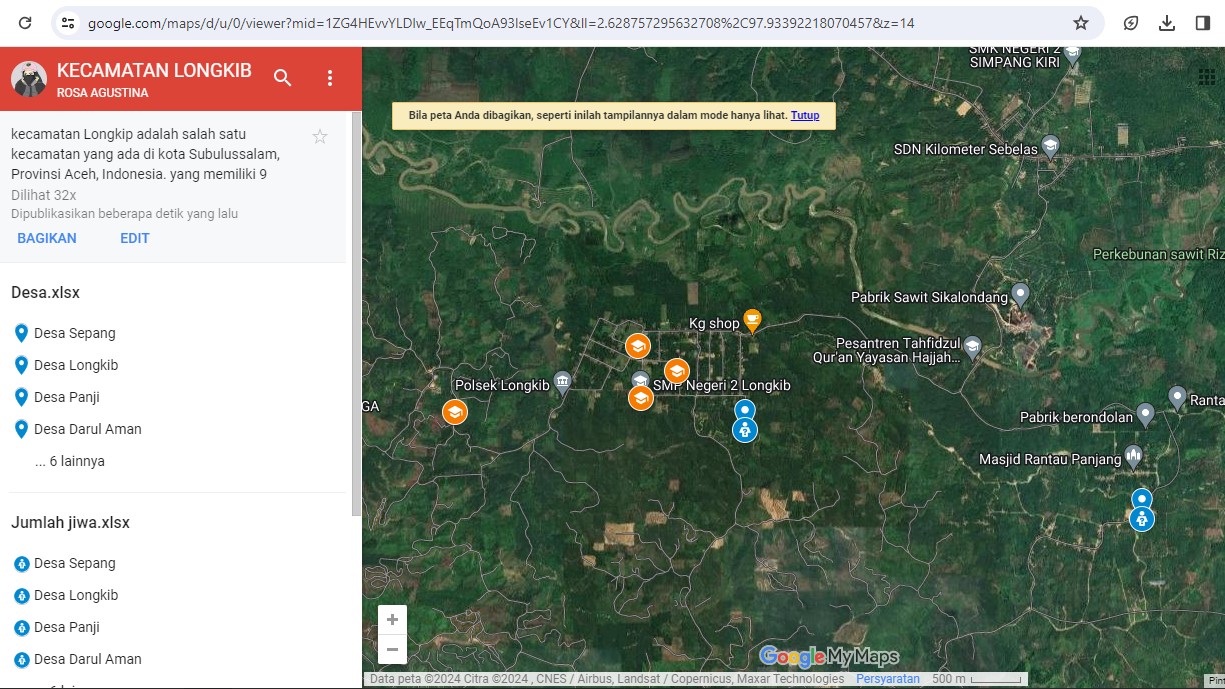 google.com/maps/d/u/0/viewer?mid=1ZG4HEvvYLDIw_EEqTmQoA93IseEv1CY&ll=2.628757295632708%2C97.93392218070457&z=14
KECAMATAN LONGKIB
ROSA AGUSTINA
kecamatan Longkip adalah salah satu
kecamatan yang ada di kota Subulussalam,
Provinsi Aceh, Indonesia. yang memiliki 9
Dilihat 32x
Dipublikasikan beberapa detik yang lalu
BAGIKAN EDIT
Desa.xlsx
Desa Sepang
Desa Longkib
Desa Panji
Desa Darul Aman
... 6 lainnya
Jumlah jiwa.xlsx
Desa Sepang
Desa Longkib
Desa Panji
Desa Darul Aman
SMK NEGERI 2
SIMPANG KIRI
Bila peta Anda dibagikan, seperti inilah tampilannya dalam mode hanya lihat. Tutup
SDN Kilometer Sebelas
Perkebunan sawit Riz
Pabrik Sawit Sikalondang
Kg shop
Pesantren Tahfidzul
Qur'an Yayasan Hajjah...
Polsek Longkib
SMP Negeri 2 Longkib
GA
Ranta
Pabrik berondolan
Masjid Rantau Panjang
Google My Maps
Data peta ©2024 Citra ©2024 , CNES / Airbus, Landsat / Copernicus, Maxar Technologies Persyaratan 500 m
Pint